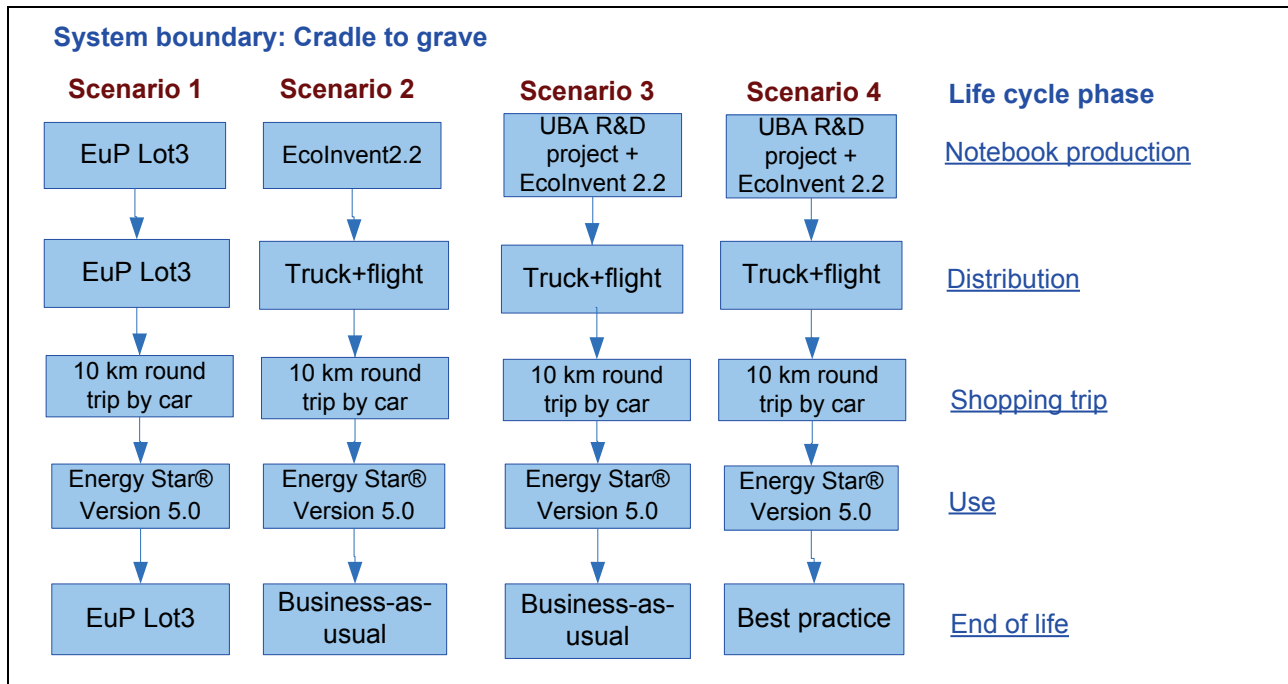 System boundary: Cradle to grave
Scenario 1
Scenario 2
Scenario 3
Scenario 4
Life cycle phase
EuP Lot3
EcoInvent2.2
UBA R&D
project +
EcoInvent 2.2
UBA R&D
project +
EcoInvent 2.2
Notebook production
EuP Lot3
Truck+flight
Truck+flight
Truck+flight
Distribution
10 km round
trip by car
10 km round
trip by car
10 km round
trip by car
10 km round
trip by car
Shopping trip
Energy Star®
Version 5.0
Energy Star®
Version 5.0
Energy Star®
Version 5.0
Energy Star®
Version 5.0
Use
EuP Lot3
Business-as-
usual
Business-as-
usual
Best practice
End of life